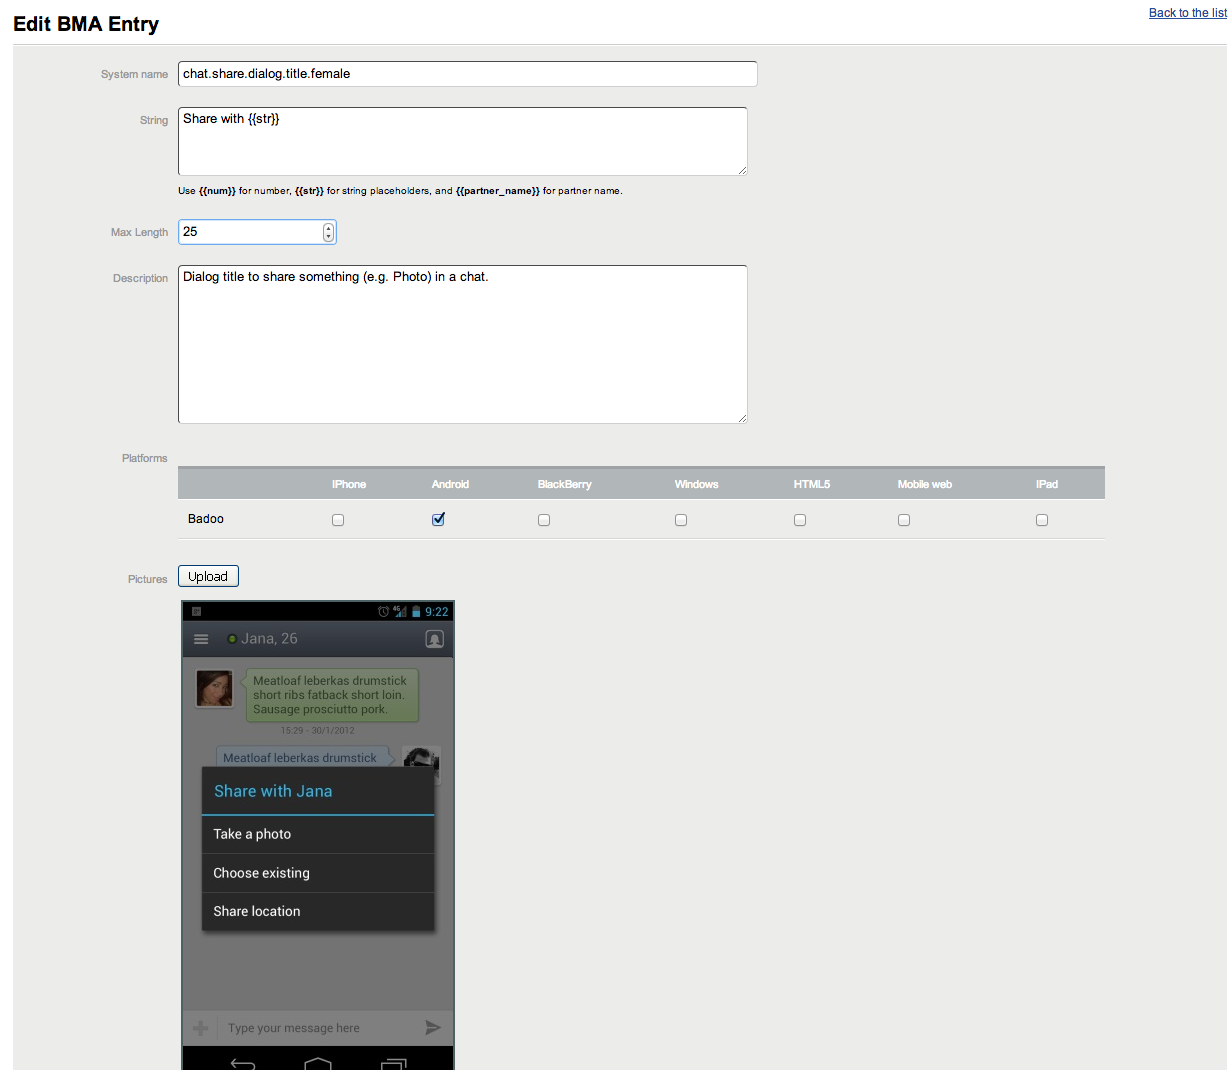 Back to the list
Edit BMA Entry
System name chat.share.dialog.title.female
String Share with {{str}}
Use {{num}} for number, {{str}} for string placeholders, and {{partner_name}} for partner name.
Max Length 25
Description Dialog title to share something (e.g. Photo) in a chat.
Platforms
IPhone Android BlackBerry Windows HTML5 Mobile web IPad
Badoo
Pictures Upload
4G 9:22
Jana, 26
Meatloaf leberkas drumstick
short ribs fatback short loin.
Sausage prosciutto pork.
15:29 - 30/1/2012
Meatloaf leberkas drumstick
Share with Jana
Take a photo
Choose existing
Share location
Type your message here